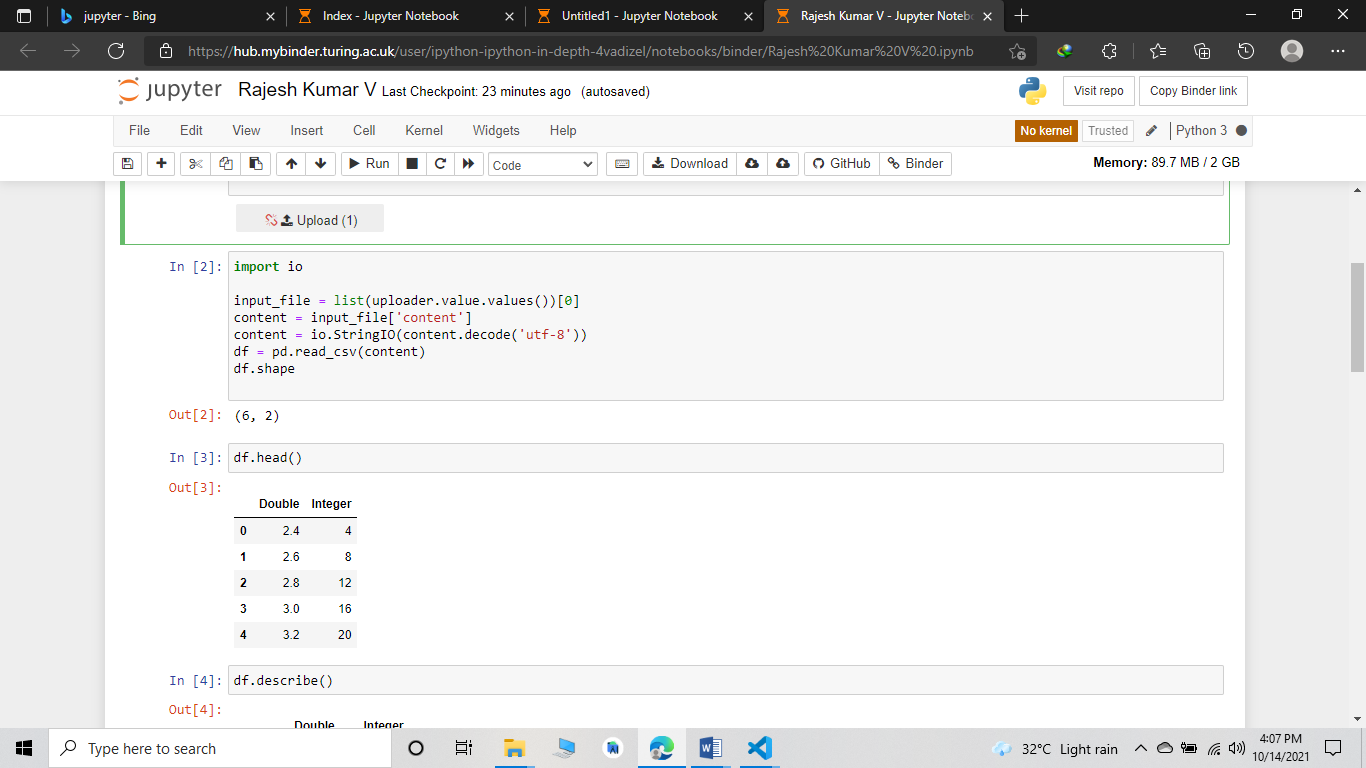 jupyter - Bing
Index - Jupyter Notebook
Untitled1 - Jupyter Notebook
Rajesh Kumar V - Jupyter Notebo
https://hub.mybinder.turing.ac.uk/user/ipython-ipython-in-depth-4vadizel/notebooks/binder/Rajesh%20Kumar%20V%20.ipynb
jupyter Rajesh Kumar V Last Checkpoint: 23 minutes ago (autosaved)
Visit repo
Copy Binder link
File Edit View Insert Cell Kernel Widgets Help
No kernel
Trusted
Python 3
Run
Code
Download
GitHub
Binder
Memory: 89.7 MB / 2 GB
Upload (1)
In [2]:
import io
input_file = list(uploader.value.values())[0]
content = input_file['content']
content = io.StringIO(content.decode('utf-8'))
df = pd.read_csv(content)
df.shape
Out[2]: (6, 2)
In [3]: df.head()
Out[3]:
Double Integer
0 2.4 4
1 2.6 8
2 2.8 12
3 3.0 16
4 3.2 20
In [4]: df.describe()
Out[4]:
Double Integer
Type here to search
32°C Light rain
4:07 PM
10/14/2021